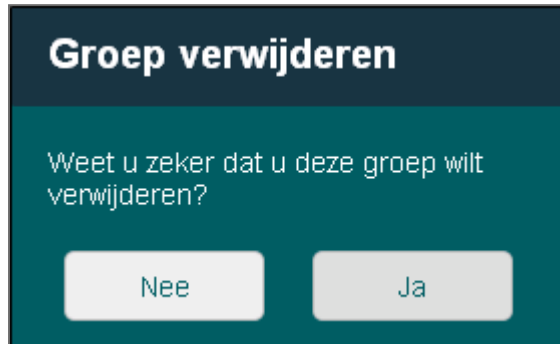 Groep verwijderen
Weet u zeker dat u deze groep wilt
verwijderen?
Nee
Ja